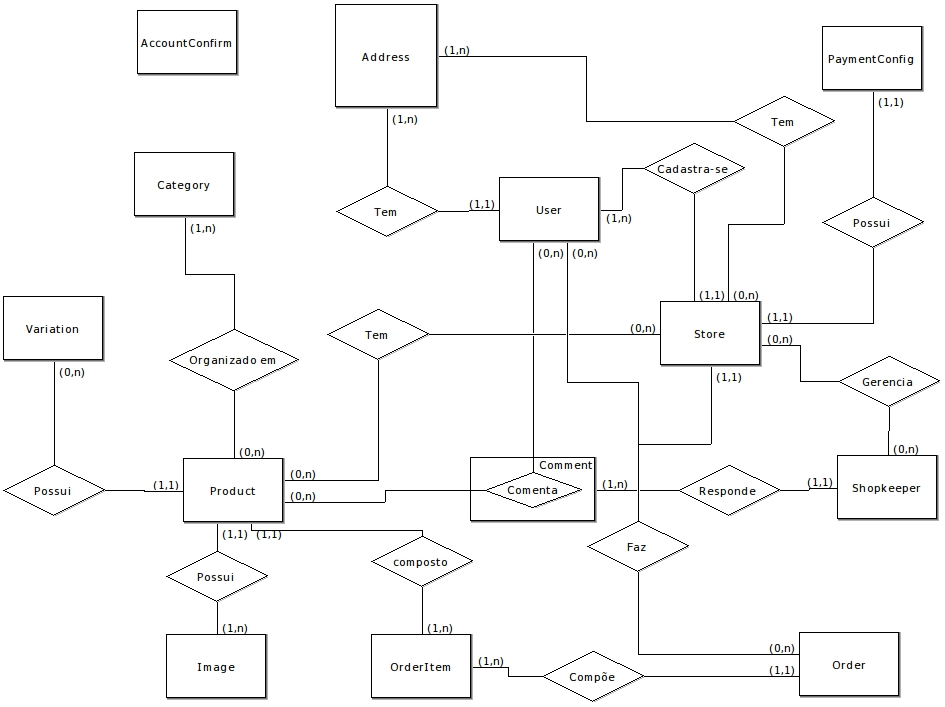 AccountConfirm
Address
(1,n)
PaymentConfig
(1,1)
(1,n)
Tem
Category
Cadastra-se
(1,n)
Tem
(1,1)
User
(1,n)
Possui
(0,n)
(0,n)
(1,1)
(0,n)
Variation
Tem
(0,n)
Store
(1,1)
(0,n)
Organizado em
(0,n)
(1,1)
Gerencia
(0,n)
(0,n)
(0,n)
Comment
Possui
(1,1)
Product
(0,n)
Comenta
(1,n)
Responde
(1,1)
Shopkeeper
(1,1)
(1,1)
Faz
composto
Possui
(1,n)
(1,n)
(0,n)
Image
OrderItem
(1,n)
Compõe
(1,1)
Order